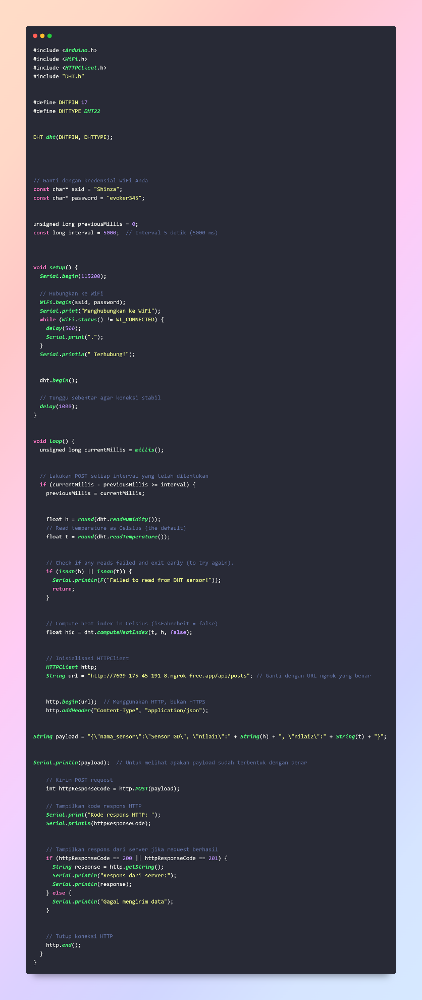 #include <Arduino.h>
#include <WiFi.h>
#include <HTTPClient.h>
#include "DHT.h"
#define DHTPIN 17
#define DHTTYPE DHT22
DHT dht(DHTPIN, DHTTYPE);
// Ganti dengan kredensial WiFi Anda
const char* ssid = "Shinza";
const char* password = "evoker345";
unsigned long previousMillis = 0;
const long interval = 5000;  // Interval 5 detik (5000 ms)
void setup() {
  Serial.begin(115200);
  // Hubungkan ke WiFi
  WiFi.begin(ssid, password);
  Serial.print("Menghubungkan ke WiFi");
  while (WiFi.status() != WL_CONNECTED) {
    delay(500);
    Serial.print(".");
  }
  Serial.println(" Terhubung!");
  dht.begin();
  // Tunggu sebentar agar koneksi stabil
  delay(1000);
}
void loop() {
  unsigned long currentMillis = millis();
  // Lakukan POST setiap interval yang telah ditentukan
  if (currentMillis - previousMillis >= interval) {
    previousMillis = currentMillis;
    float h = round(dht.readHumidity());
    // Read temperature as Celsius (the default)
    float t = round(dht.readTemperature());
    // Check if any reads failed and exit early (to try again).
    if (isnan(h) || isnan(t)) {
      Serial.println(F("Failed to read from DHT sensor!"));
      return;
    }
    // Compute heat index in Celsius (isFahreheit = false)
    float hic = dht.computeHeatIndex(t, h, false);
    // Inisialisasi HTTPClient
    HTTPClient http;
    String url = "http://7609-175-45-191-8.ngrok-free.app/api/posts"; // Ganti dengan URL ngrok yang benar
    http.begin(url);  // Menggunakan HTTP, bukan HTTPS
    http.addHeader("Content-Type", "application/json");
String payload = "{\"nama_sensor\":\"Sensor GD\", \"nilai1\":" + String(h) + ", \"nilai2\":" + String(t) + "}";
Serial.println(payload);  // Untuk melihat apakah payload sudah terbentuk dengan benar
    // Kirim POST request
    int httpResponseCode = http.POST(payload);
    // Tampilkan kode respons HTTP
    Serial.print("Kode respons HTTP: ");
    Serial.println(httpResponseCode);
    // Tampilkan respons dari server jika request berhasil
    if (httpResponseCode == 200 || httpResponseCode == 201) {
      String response = http.getString();
      Serial.println("Respons dari server:");
      Serial.println(response);
    } else {
      Serial.println("Gagal mengirim data");
    }
    // Tutup koneksi HTTP
    http.end();
  }
}